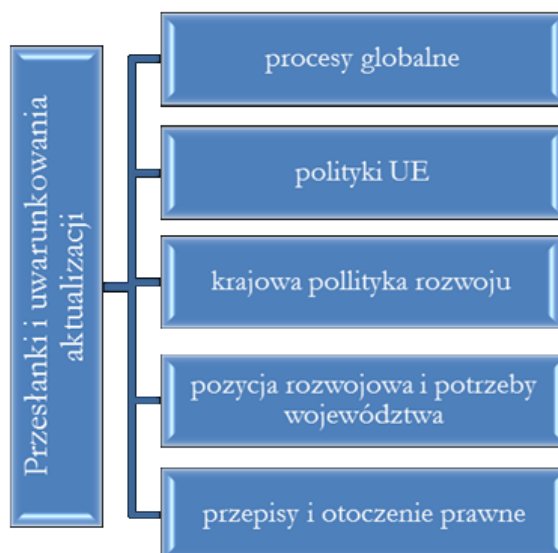 Przesłanki i uwarunkowania
aktualizacji
procesy globalne
polityki UE
krajowa pollityka rozwoju
pozycja rozwojowa i potrzeby
województwa
przepisy i otoczenie prawne